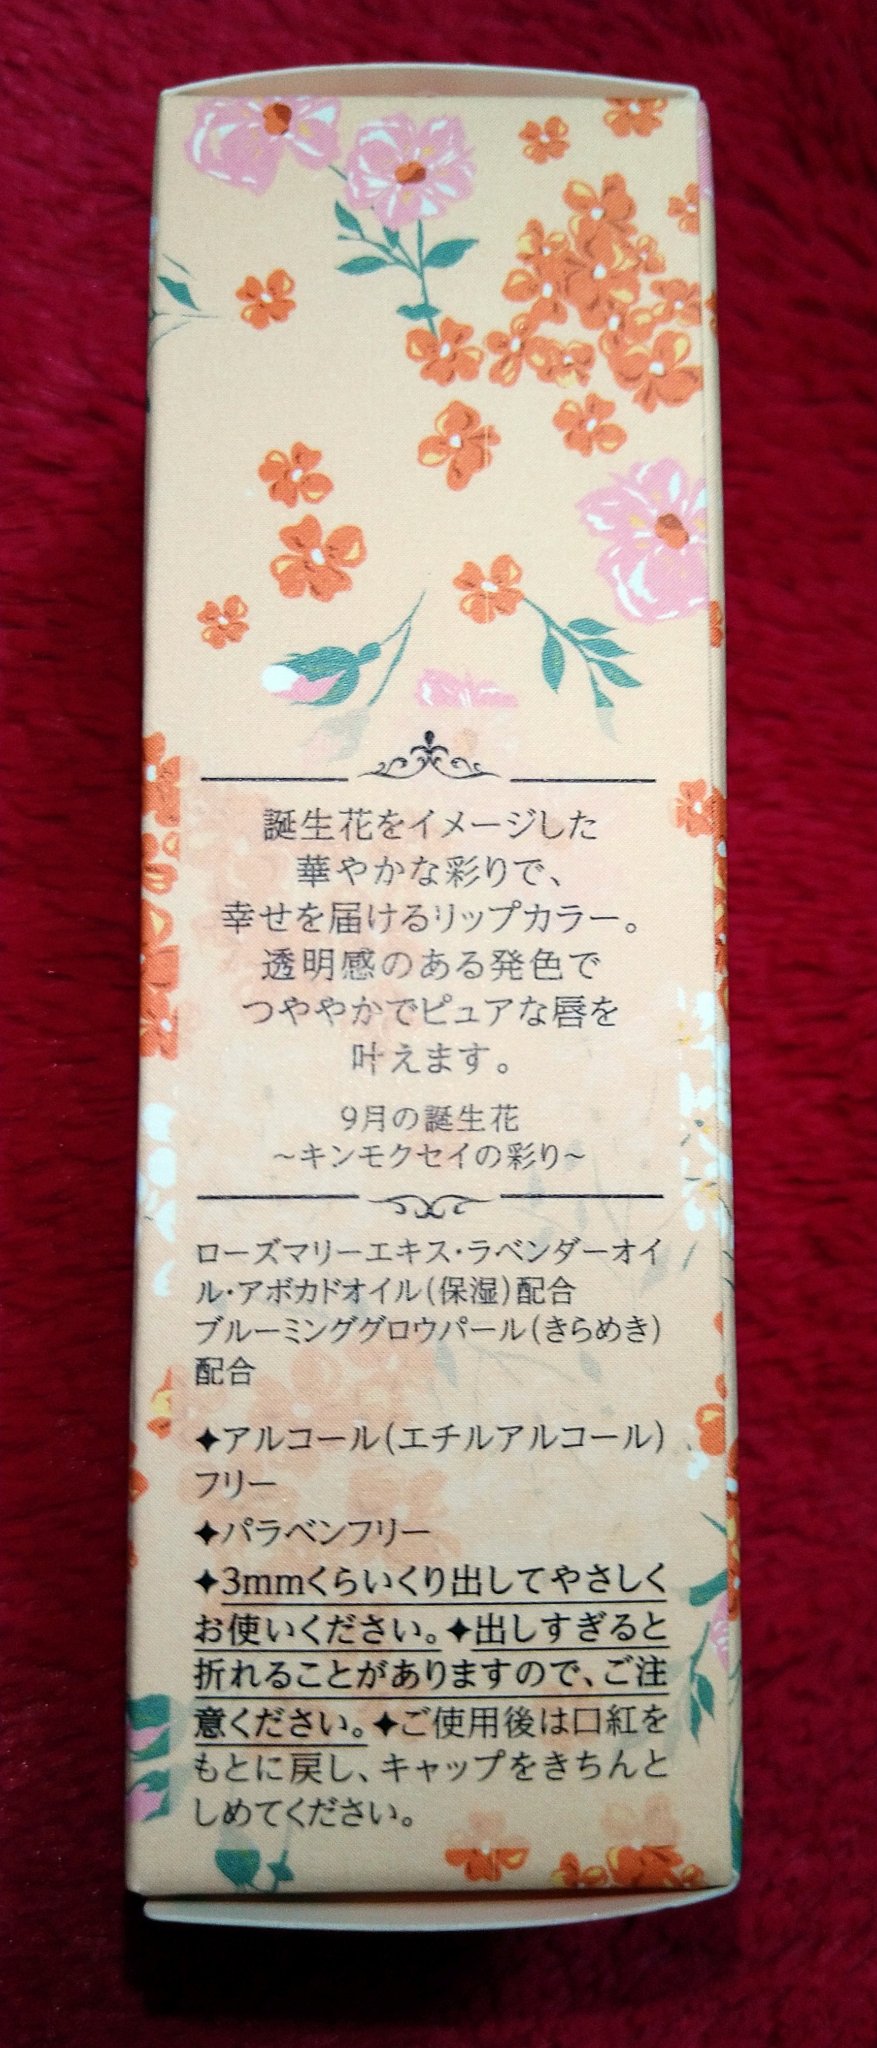 誕生花をイメージした
華やかな彩りで、
幸せを届けるリップカラー。
透明感のある発色で
つややかでピュアな唇を
叶えます。
9月の誕生花
~キンモクセイの彩り~
ローズマリーエキス・ラベンダーオイ
ル・アボカドオイル(保湿)配合
ブルーミンググロウパール(きらめき)
配合
✦アルコール(エチルアルコール)
フリー
✦パラベンフリー
✦3mmくらいくり出してやさしく
お使いください。✦出しすぎると
折れることがありますので、ご注
意ください。✦ご使用後は口紅を
もとに戻し、キャップをきちんと
しめてください。